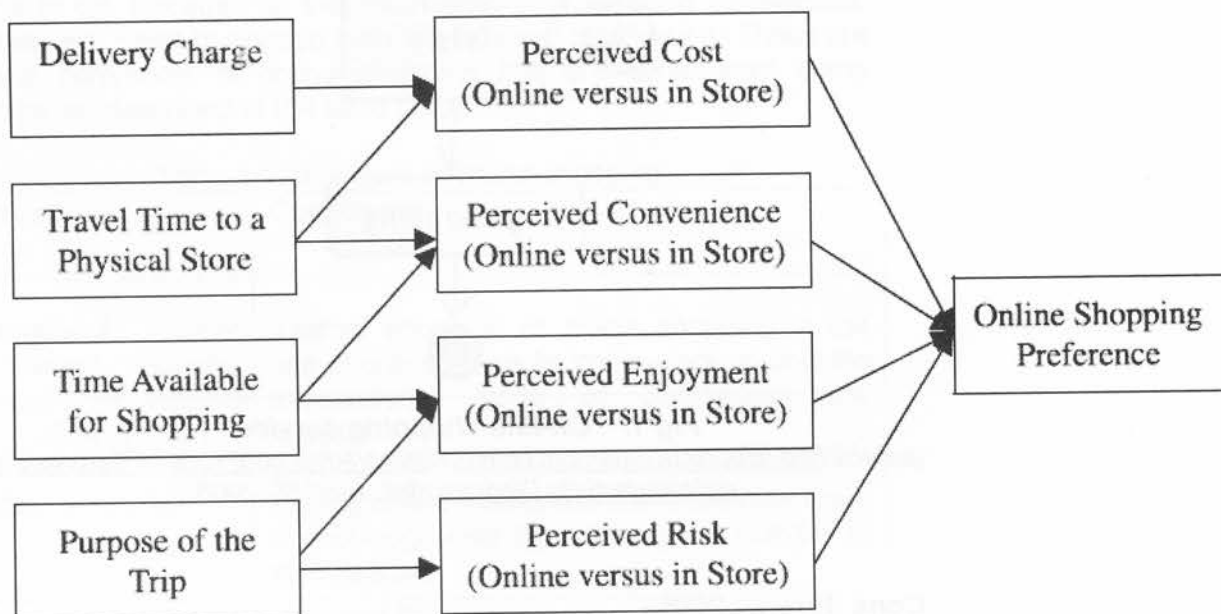 Delivery Charge
Perceived Cost
(Online versus in Store)
Travel Time to a
Physical Store
Perceived Convenience
(Online versus in Store)
Online Shopping
Preference
Time Available
for Shopping
Perceived Enjoyment
(Online versus in Store)
Purpose of the
Trip
Perceived Risk
(Online versus in Store)